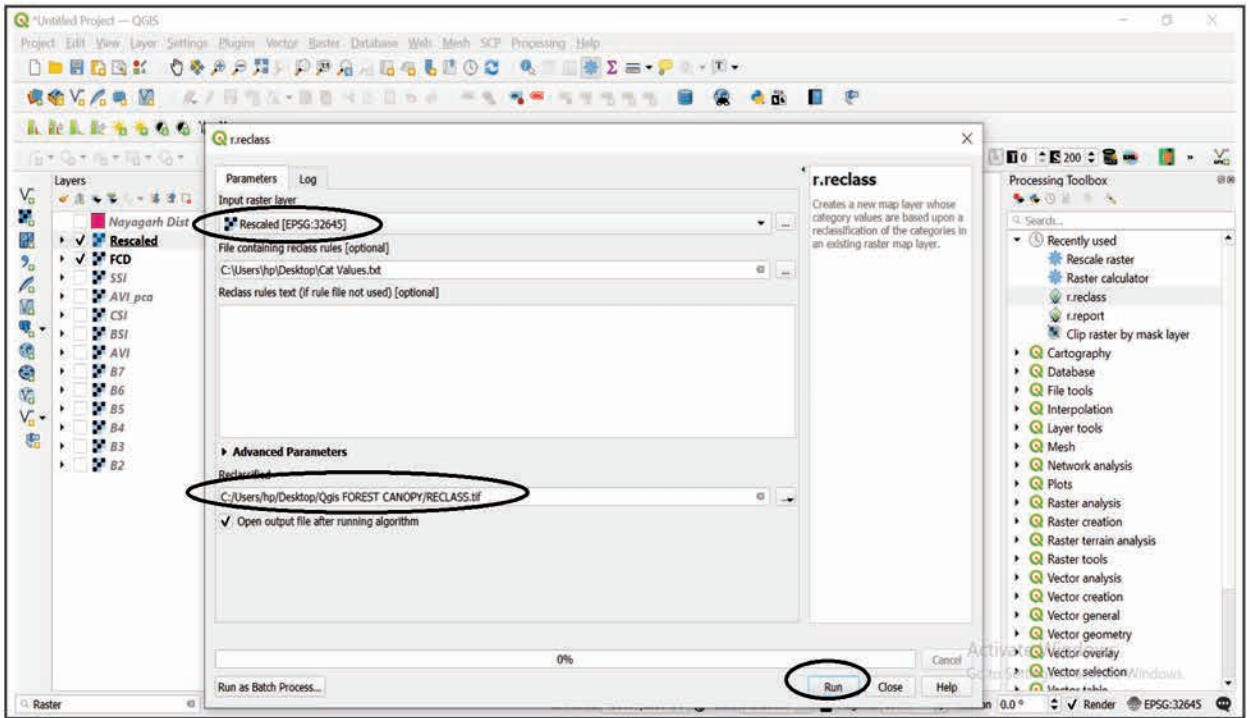 *Untitled Project — QGIS
Project Edit View Layer Settings Plugins Vector Raster Database Web Mesh SCP Processing Help
r.reclass
0 200
Layers
Nayagarh Dist
Rescaled
FCD
SSI
AVI_pca
CSI
BSI
AVI
B7
B6
B5
B4
B3
B2
Parameters Log
Input raster layer
Rescaled [EPSG:32645]
...
File containing reclass rules [optional]
C:\Users\hp\Desktop\Cat Values.txt
...
Reclass rules text (if rule file not used) [optional]
Advanced Parameters
Reclassified
C:/Users/hp/Desktop/Qgis FOREST CANOPY/RECLASS.tif
Open output file after running algorithm
0%
Cancel
Run as Batch Process...
Run Close Help
r.reclass
Creates a new map layer whose
category values are based upon a
reclassification of the categories in
an existing raster map layer.
Processing Toolbox
Search...
Recently used
Rescale raster
Raster calculator
r.reclass
r.report
Clip raster by mask layer
Cartography
Database
File tools
Interpolation
Layer tools
Mesh
Network analysis
Plots
Raster analysis
Raster creation
Raster terrain analysis
Raster tools
Vector analysis
Vector creation
Vector general
Vector geometry
Vector overlay
Vector selection
Vector table
Raster
0.0 °
Render
EPSG:32645